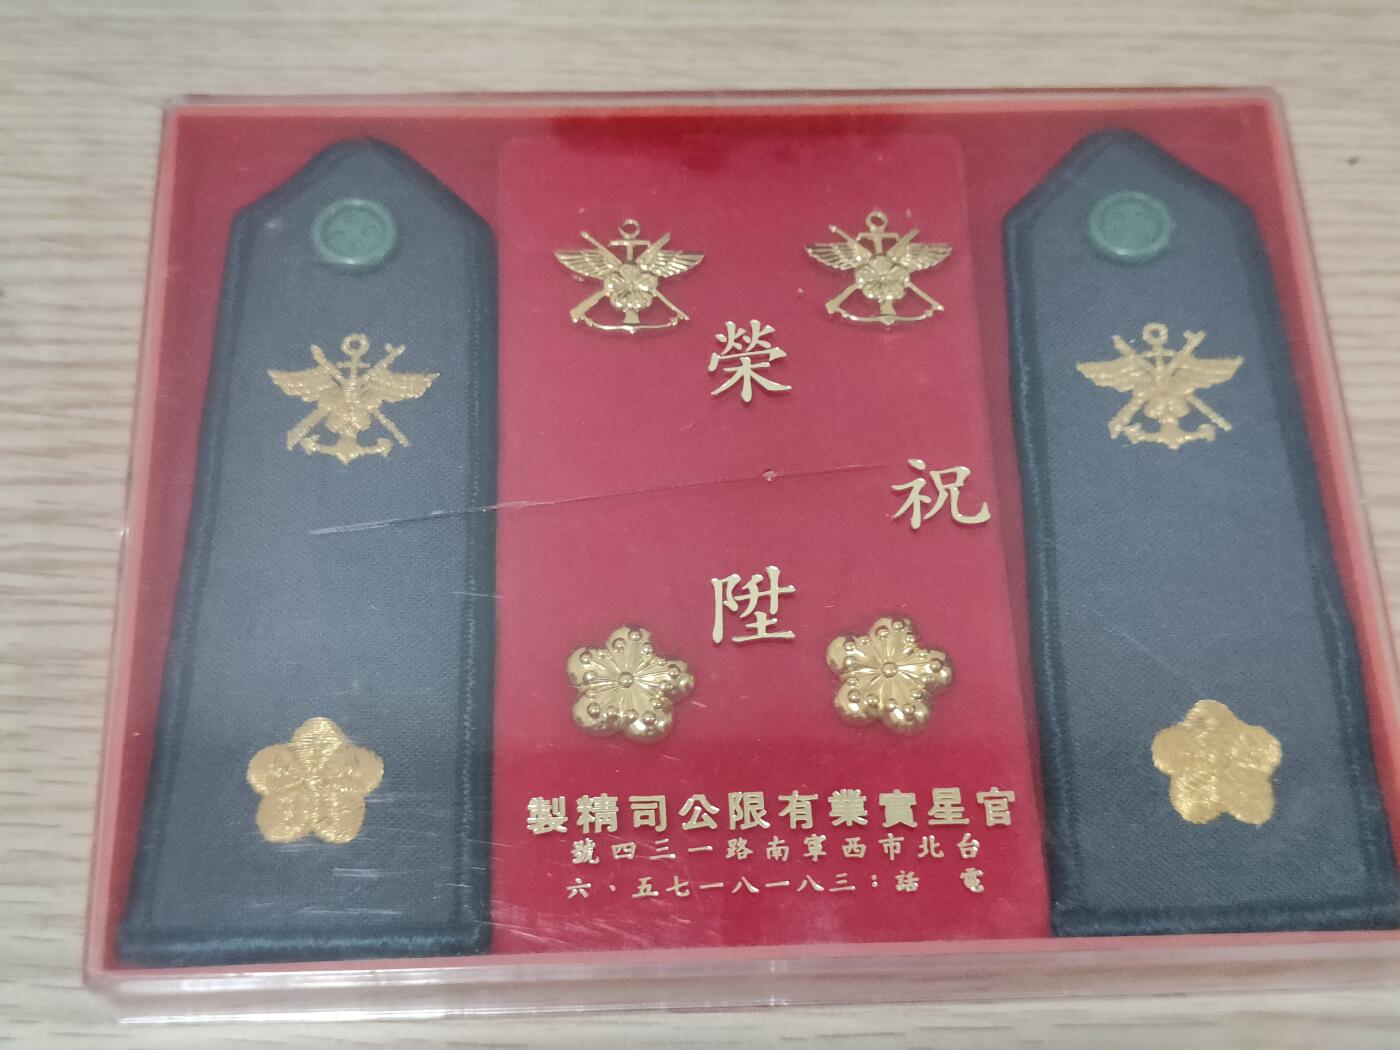 祝
榮陞
官星實業有限公司精製
台北市西寧南路一三四號
電話:三八一八一七五、六